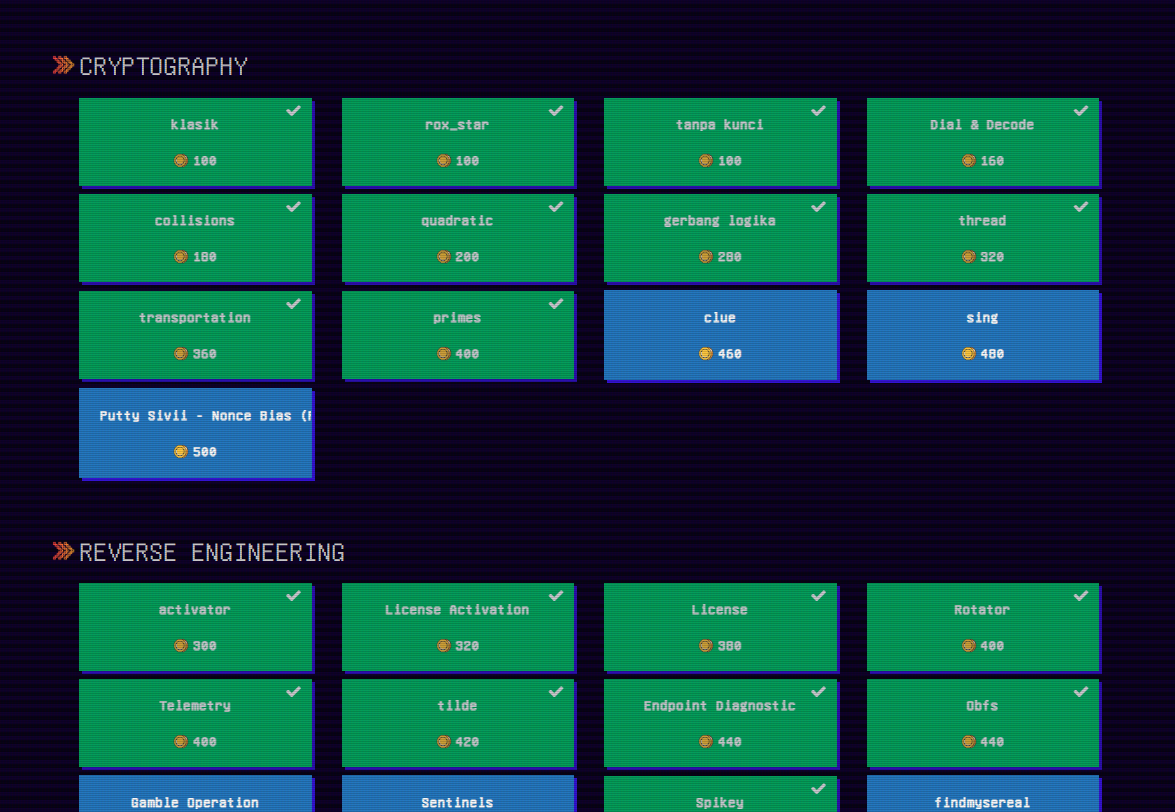 CRYPTOGRAPHY
klasik
100
rox_star
100
tanpa kunci
100
Dial & Decode
160
collisions
180
quadratic
200
gerbang logika
280
thread
320
transportation
360
primes
400
clue
460
sing
480
Putty Sivii - Nonce Bias (
500
REVERSE ENGINEERING
activator
300
License Activation
320
License
380
Rotator
400
Telemetry
400
tilde
420
Endpoint Diagnostic
440
Obfs
440
Gamble Operation
Sentinels
Spikey
findmysereal